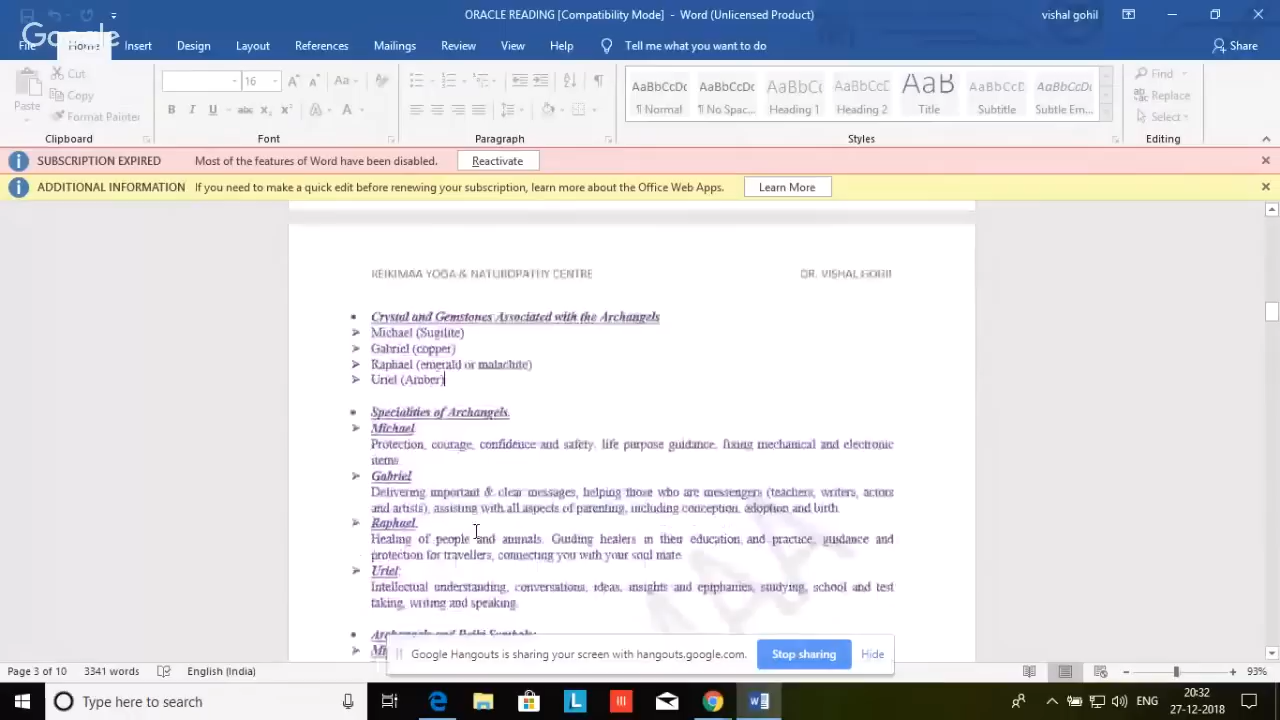 ORACLE READING [Compatibility Mode] - Word (Unlicensed Product)
vishal gohil
Google
File Home Insert Design Layout References Mailings Review View Help Tell me what you want to do Share
Cut
Copy
Paste
Format Painter
Clipboard
16
Aa
B I U abc X₂ X² A A
Font
Paragraph
AaBbCcDc AaBbCcDc AaBbCc AaBbCcD AaB AaBbCcD AaBbCcDc
¶ Normal ¶ No Spac... Heading 1 Heading 2 Title Subtitle Subtle Em...
Styles
Find
Replace
Select
Editing
SUBSCRIPTION EXPIRED Most of the features of Word have been disabled. Reactivate
ADDITIONAL INFORMATION If you need to make a quick edit before renewing your subscription, learn more about the Office Web Apps. Learn More
REIKIMAA YOGA & NATUROPATHY CENTRE DR. VISHAL GOHIL
• Crystal and Gemstones Associated with the Archangels
➢ Michael (Sugilite)
➢ Gabriel (copper)
➢ Raphael (emerald or malachite)
➢ Uriel (Amber)
• Specialities of Archangels.
➢ Michael
Protection, courage, confidence and safety. life purpose guidance. fixing mechanical and electronic
items
➢ Gabriel
Delivering important & clear messages, helping those who are messengers (teachers, writers, actors
and artists), assisting with all aspects of parenting, including conception, adoption and birth.
➢ Raphael.
Healing of people and animals. Guiding healers in their education and practice, guidance and
protection for travellers, connecting you with your soul mate.
➢ Uriel:
Intellectual understanding, conversations, ideas, insights and epiphanies, studying, school and test
taking, writing and speaking.
• Archangels and Reiki Symbols:
Google Hangouts is sharing your screen with hangouts.google.com. Stop sharing Hide
Page 3 of 10 3341 words English (India) 93%
Type here to search
ENG
20:32
27-12-2018